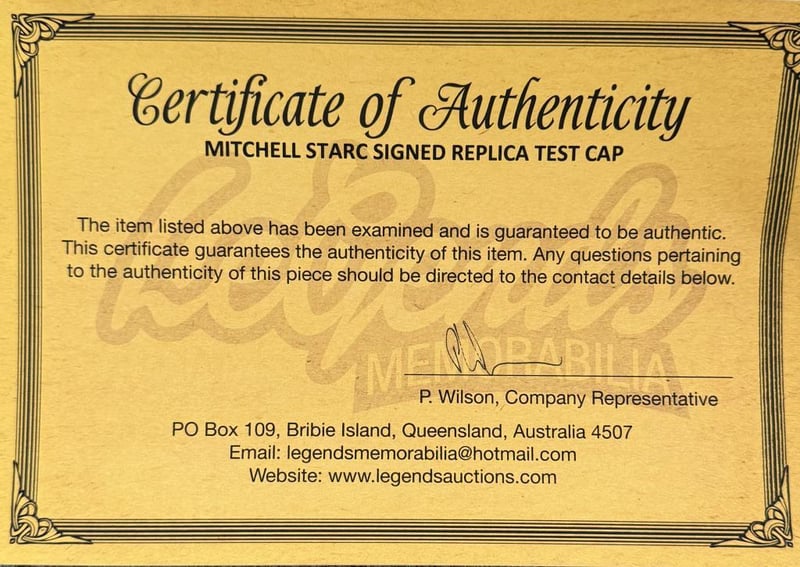 Certificate of Authenticity
MITCHELL STARC SIGNED REPLICA TEST CAP
Legends
MEMORABILIA
The item listed above has been examined and is guaranteed to be authentic.
This certificate guarantees the authenticity of this item. Any questions pertaining
to the authenticity of this piece should be directed to the contact details below.
P. Wilson, Company Representative
PO Box 109, Bribie Island, Queensland, Australia 4507
Email: legendsmemorabilia@hotmail.com
Website: www.legendsauctions.com